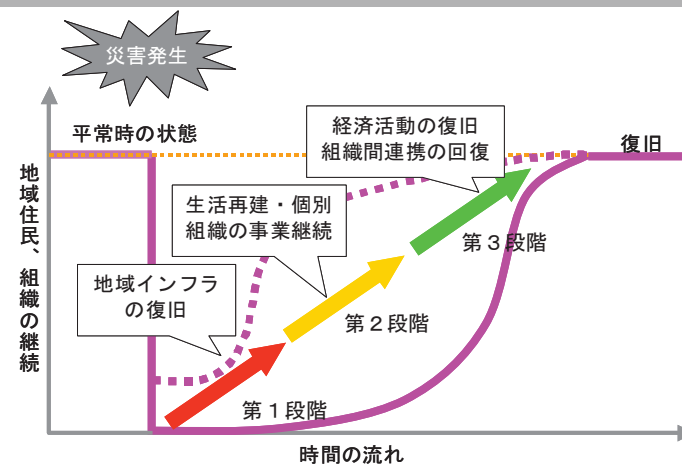 災害発生
平常時の状態
経済活動の復旧
組織間連携の回復
復旧
生活再建・個別
組織の事業継続
第３段階
地域インフラ
の復旧
第２段階
第１段階
地域住民、組織の継続
時間の流れ